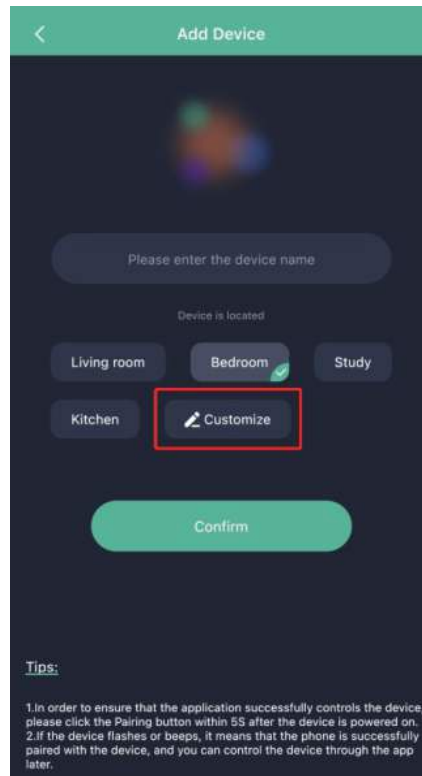 Add Device
Please enter the device name
Device is located
Living room
Bedroom
Study
Kitchen
Customize
Confirm
Tips:
1.In order to ensure that the application successfully controls the device,
please click the Pairing button within 5S after the device is powered on.
2.If the device flashes or beeps, it means that the phone is successfully
paired with the device, and you can control the device through the app
later.